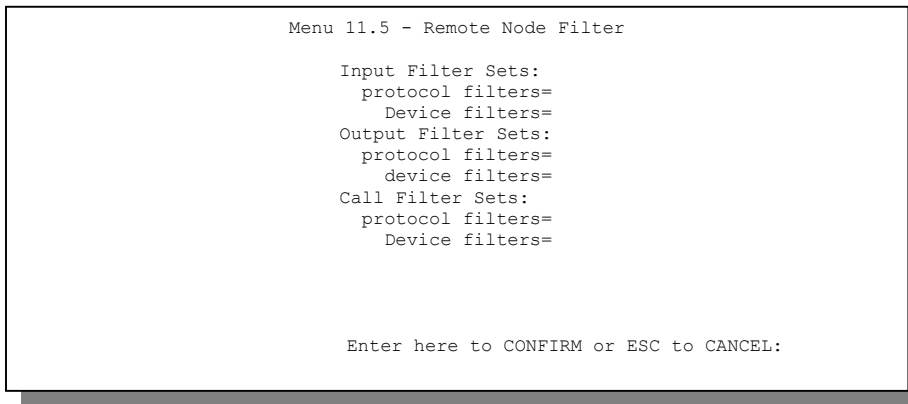 Menu 11.5 - Remote Node Filter
Input Filter Sets:
protocol filters=
Device filters=
Output Filter Sets:
protocol filters=
device filters=
Call Filter Sets:
protocol filters=
Device filters=
Enter here to CONFIRM or ESC to CANCEL: